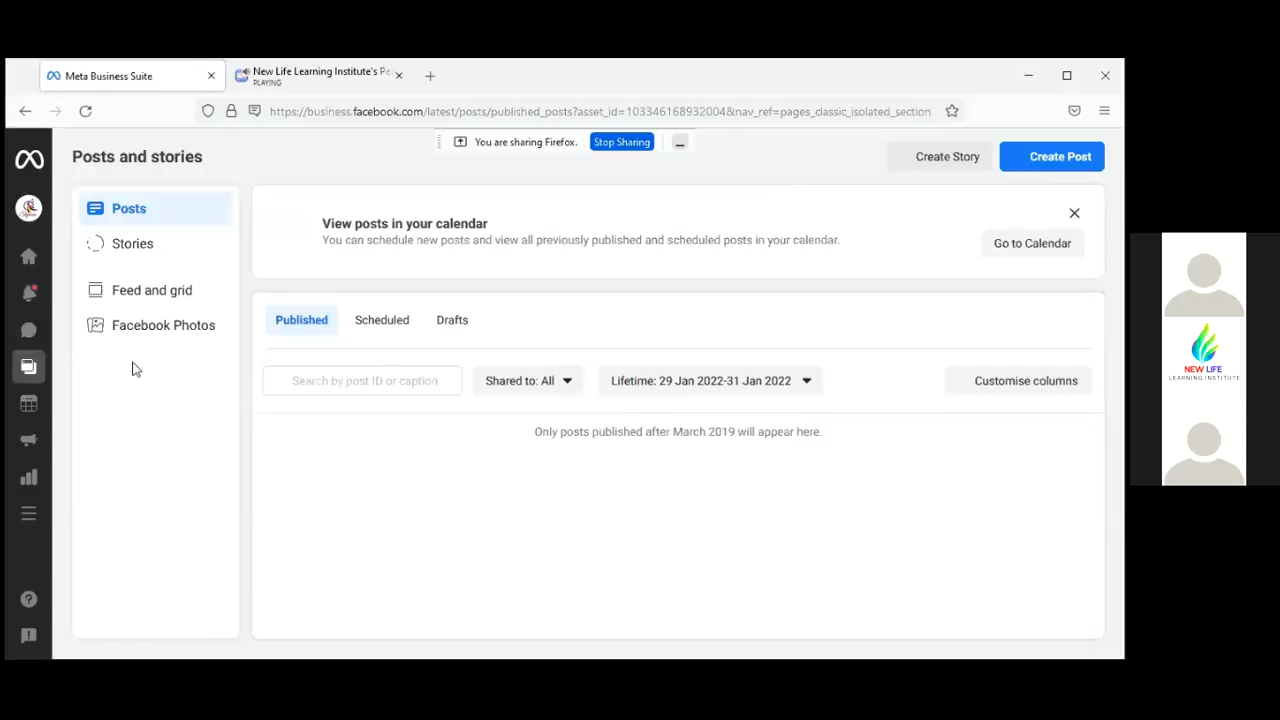 Meta Business Suite
New Life Learning Institute's Pe
PLAYING
https://business.facebook.com/latest/posts/published_posts?asset_id=103346168932004&nav_ref=pages_classic_isolated_section
Posts and stories
You are sharing Firefox.
Stop Sharing
Create Story
Create Post
Posts
Stories
Feed and grid
Facebook Photos
View posts in your calendar
You can schedule new posts and view all previously published and scheduled posts in your calendar.
Go to Calendar
Published
Scheduled
Drafts
Search by post ID or caption
Shared to: All
Lifetime: 29 Jan 2022-31 Jan 2022
Customise columns
Only posts published after March 2019 will appear here.
NEW LIFE
LEARNING INSTITUTE